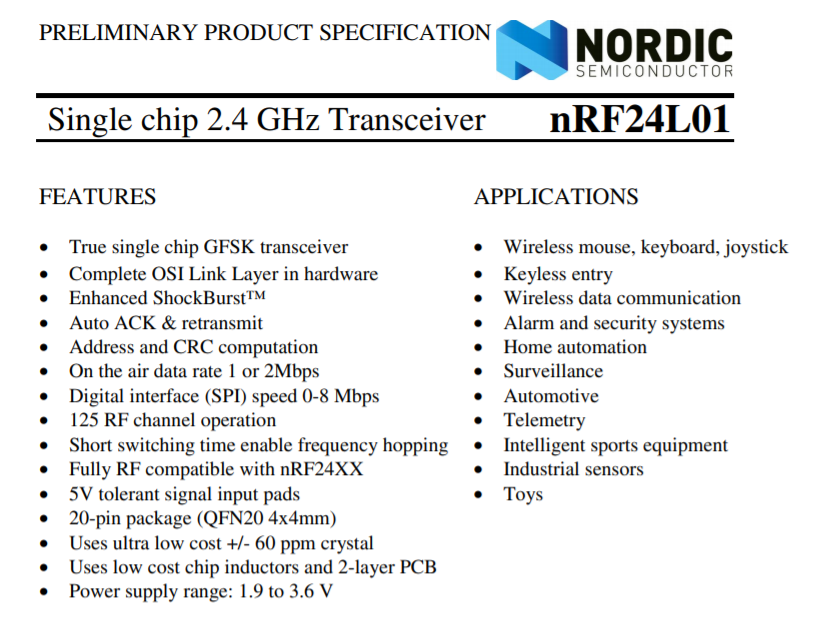 PRELIMINARY PRODUCT SPECIFICATION
NORDIC
SEMICONDUCTOR
Single chip 2.4 GHz Transceiver nRF24L01
FEATURES
• True single chip GFSK transceiver
• Complete OSI Link Layer in hardware
• Enhanced ShockBurst™
• Auto ACK & retransmit
• Address and CRC computation
• On the air data rate 1 or 2Mbps
• Digital interface (SPI) speed 0-8 Mbps
• 125 RF channel operation
• Short switching time enable frequency hopping
• Fully RF compatible with nRF24XX
• 5V tolerant signal input pads
• 20-pin package (QFN20 4x4mm)
• Uses ultra low cost +/- 60 ppm crystal
• Uses low cost chip inductors and 2-layer PCB
• Power supply range: 1.9 to 3.6 V
APPLICATIONS
• Wireless mouse, keyboard, joystick
• Keyless entry
• Wireless data communication
• Alarm and security systems
• Home automation
• Surveillance
• Automotive
• Telemetry
• Intelligent sports equipment
• Industrial sensors
• Toys